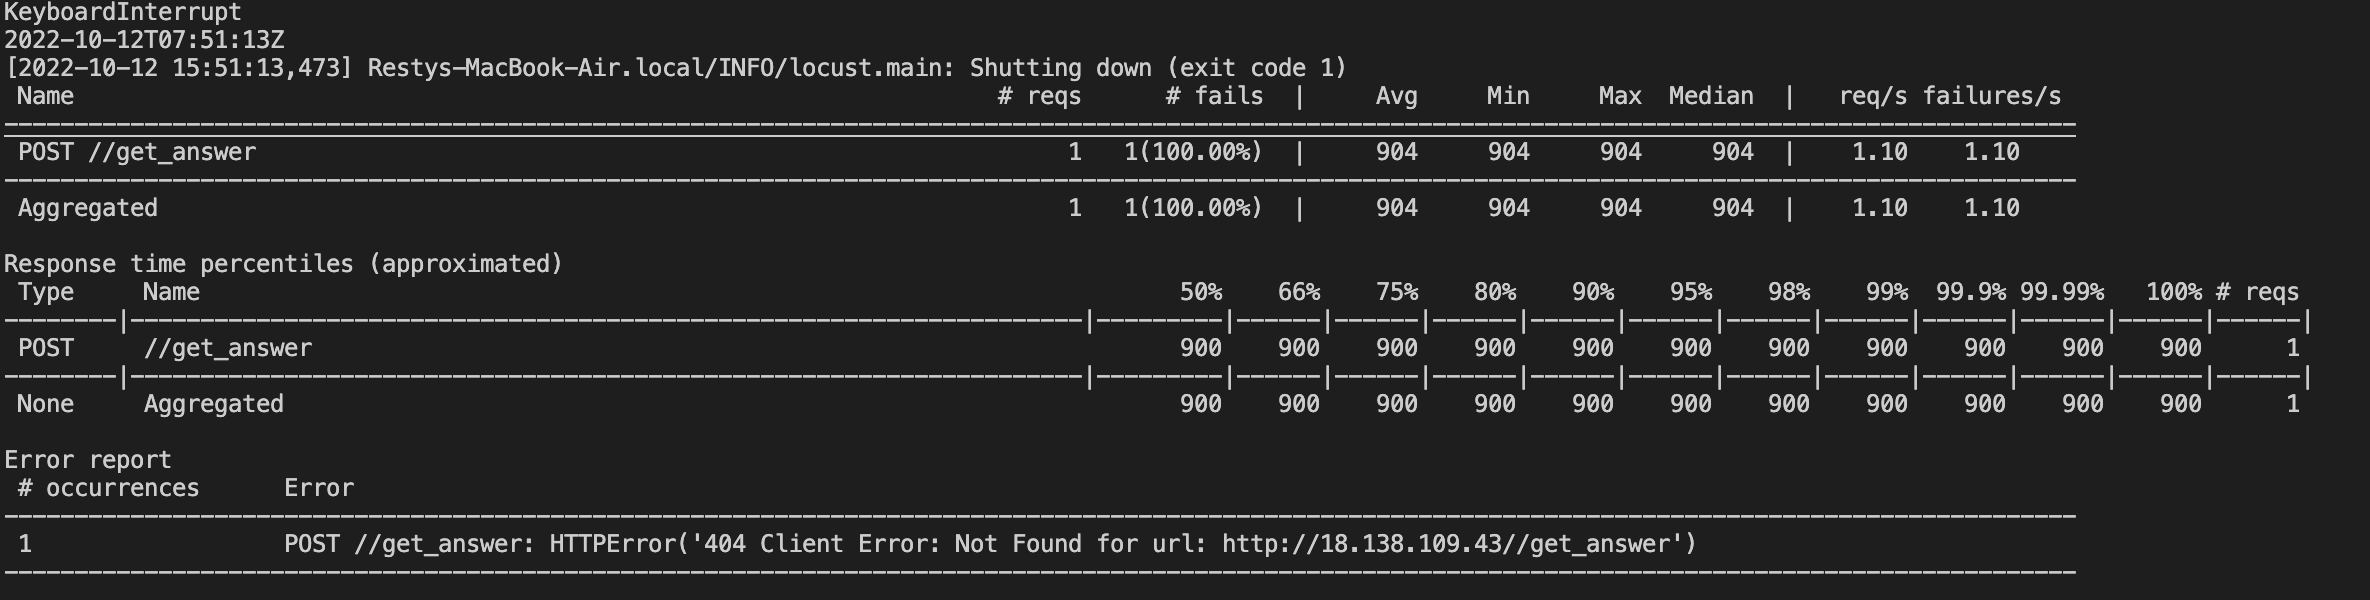 KeyboardInterrupt
2022-10-12T07:51:13Z
[2022-10-12 15:51:13,473] Restys-MacBook-Air.local/INFO/locust.main: Shutting down (exit code 1)
Name # reqs # fails | Avg Min Max Median | req/s failures/s
POST //get_answer 1 1(100.00%) | 904 904 904 904 | 1.10 1.10
Aggregated 1 1(100.00%) | 904 904 904 904 | 1.10 1.10
Response time percentiles (approximated)
Type Name 50% 66% 75% 80% 90% 95% 98% 99% 99.9% 99.99% 100% # reqs
POST //get_answer 900 900 900 900 900 900 900 900 900 900 900 1
None Aggregated 900 900 900 900 900 900 900 900 900 900 900 1
Error report
# occurrences Error
1 POST //get_answer: HTTPError('404 Client Error: Not Found for url: http://18.138.109.43//get_answer')